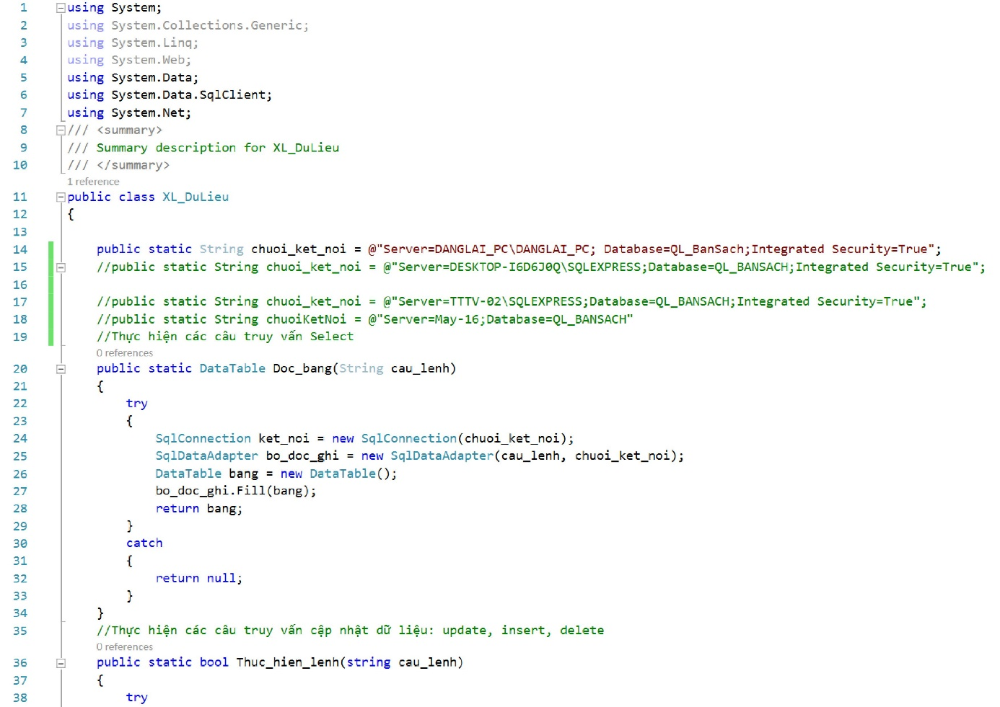 1 using System;
2 using System.Collections.Generic;
3 using System.Linq;
4 using System.Web;
5 using System.Data;
6 using System.Data.SqlClient;
7 using System.Net;
8 /// <summary>
9 /// Summary description for XL_DuLieu
10 /// </summary>
1 reference
11 public class XL_DuLieu
12 {
13
14 public static String chuoi_ket_noi = @"Server=DANGLAI_PC\DANGLAI_PC; Database=QL_BanSach;Integrated Security=True";
15 //public static String chuoi_ket_noi = @"Server=DESKTOP-I6D6J0Q\SQLEXPRESS;Database=QL_BANSACH;Integrated Security=True";
16
17 //public static String chuoi_ket_noi = @"Server=TTTV-02\SQLEXPRESS;Database=QL_BANSACH;Integrated Security=True";
18 //public static String chuoiKetNoi = @"Server=May-16;Database=QL_BANSACH"
19 //Thực hiện các câu truy vấn Select
0 references
20 public static DataTable Doc_bang(String cau_lenh)
21 {
22 try
23 {
24 SqlConnection ket_noi = new SqlConnection(chuoi_ket_noi);
25 SqlDataAdapter bo_doc_ghi = new SqlDataAdapter(cau_lenh, chuoi_ket_noi);
26 DataTable bang = new DataTable();
27 bo_doc_ghi.Fill(bang);
28 return bang;
29 }
30 catch
31 {
32 return null;
33 }
34 }
35 //Thực hiện các câu truy vấn cập nhật dữ liệu: update, insert, delete
0 references
36 public static bool Thuc_hien_lenh(string cau_lenh)
37 {
38 try